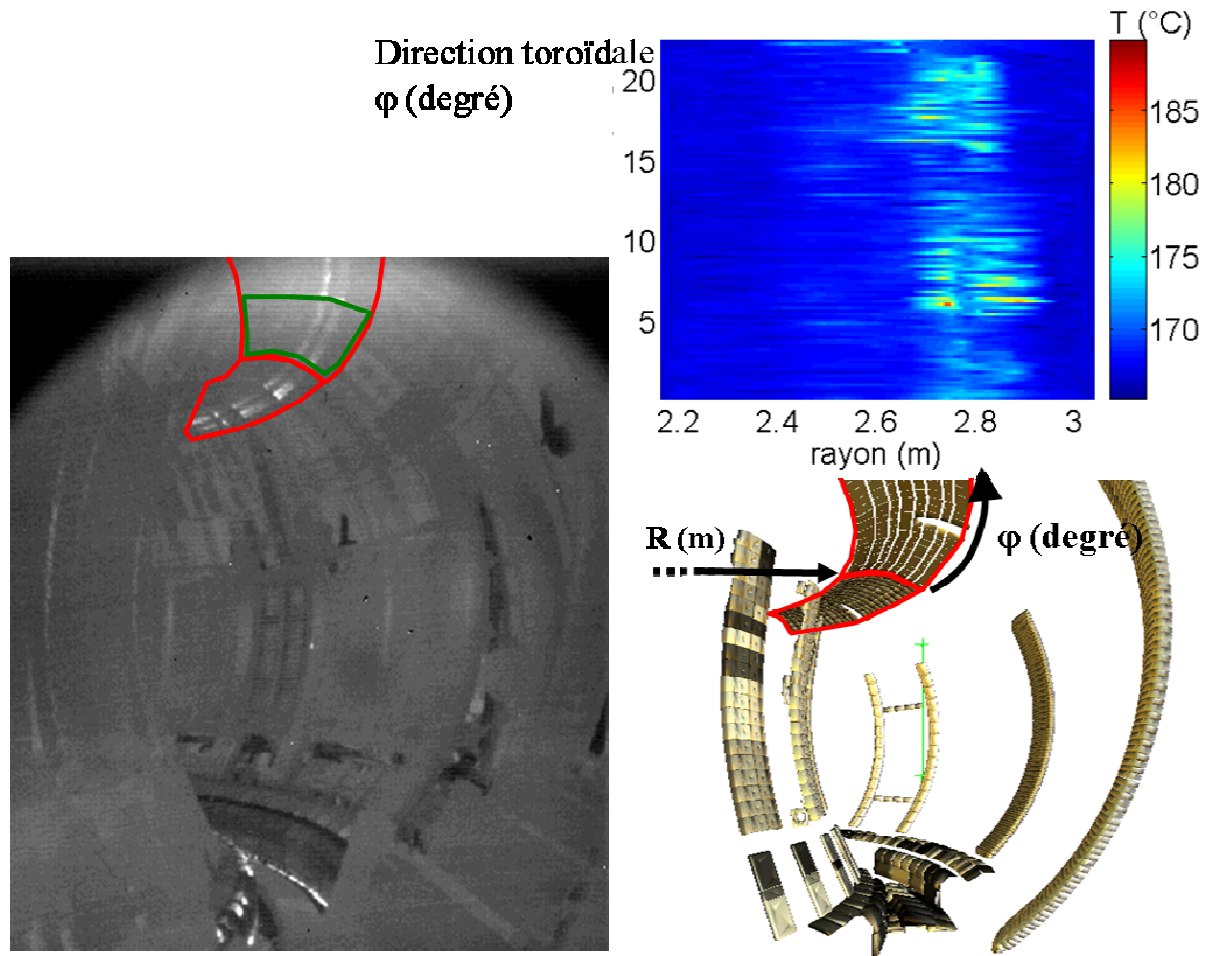 T (°C)
Direction toroïdale
φ (degré)
20
15
10
5
185
180
175
170
2.2 2.4 2.6 2.8 3
rayon (m)
R (m)
φ (degré)